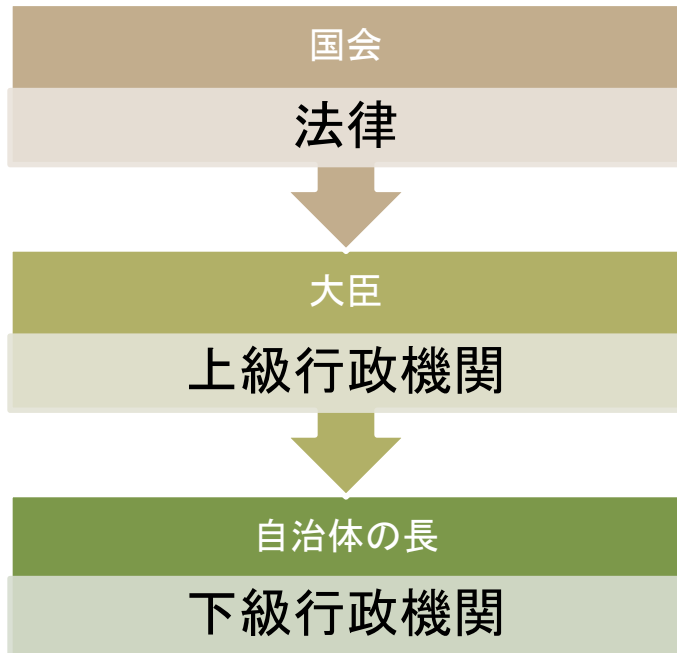 国会
法律
大臣
上級行政機関
自治体の長
下級行政機関